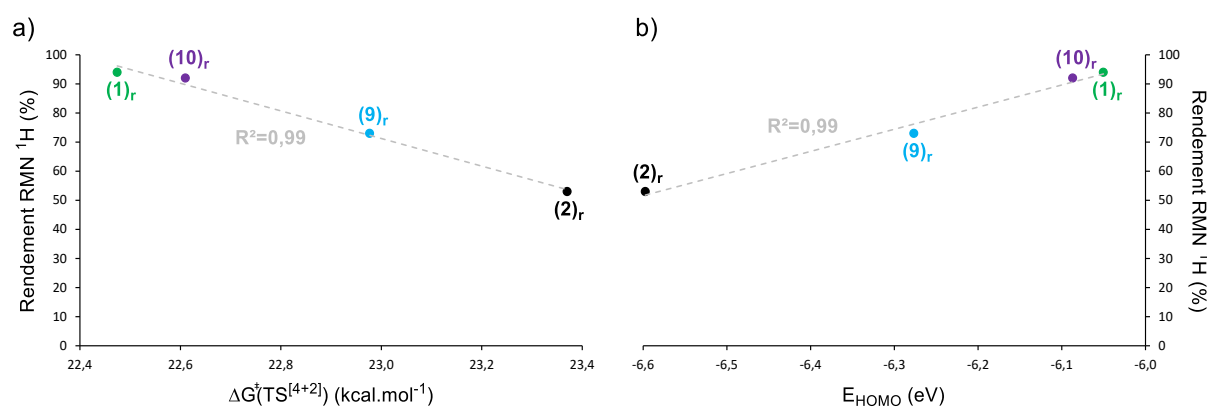 a)
Rendement RMN ¹H (%)
100
90
80
70
60
50
40
30
20
10
0
(1)r
(10)r
(9)r
(2)r
R²=0,99
22,4
22,6
22,8
23,0
23,2
23,4
ΔG‡(TS[4+2]) (kcal.mol-1)
b)
(2)r
(9)r
(10)r
(1)r
R²=0,99
100
90
80
70
60
50
40
30
20
10
0
Rendement RMN ¹H (%)
-6,6
-6,5
-6,4
-6,3
-6,2
-6,1
-6,0
EHOMO (eV)